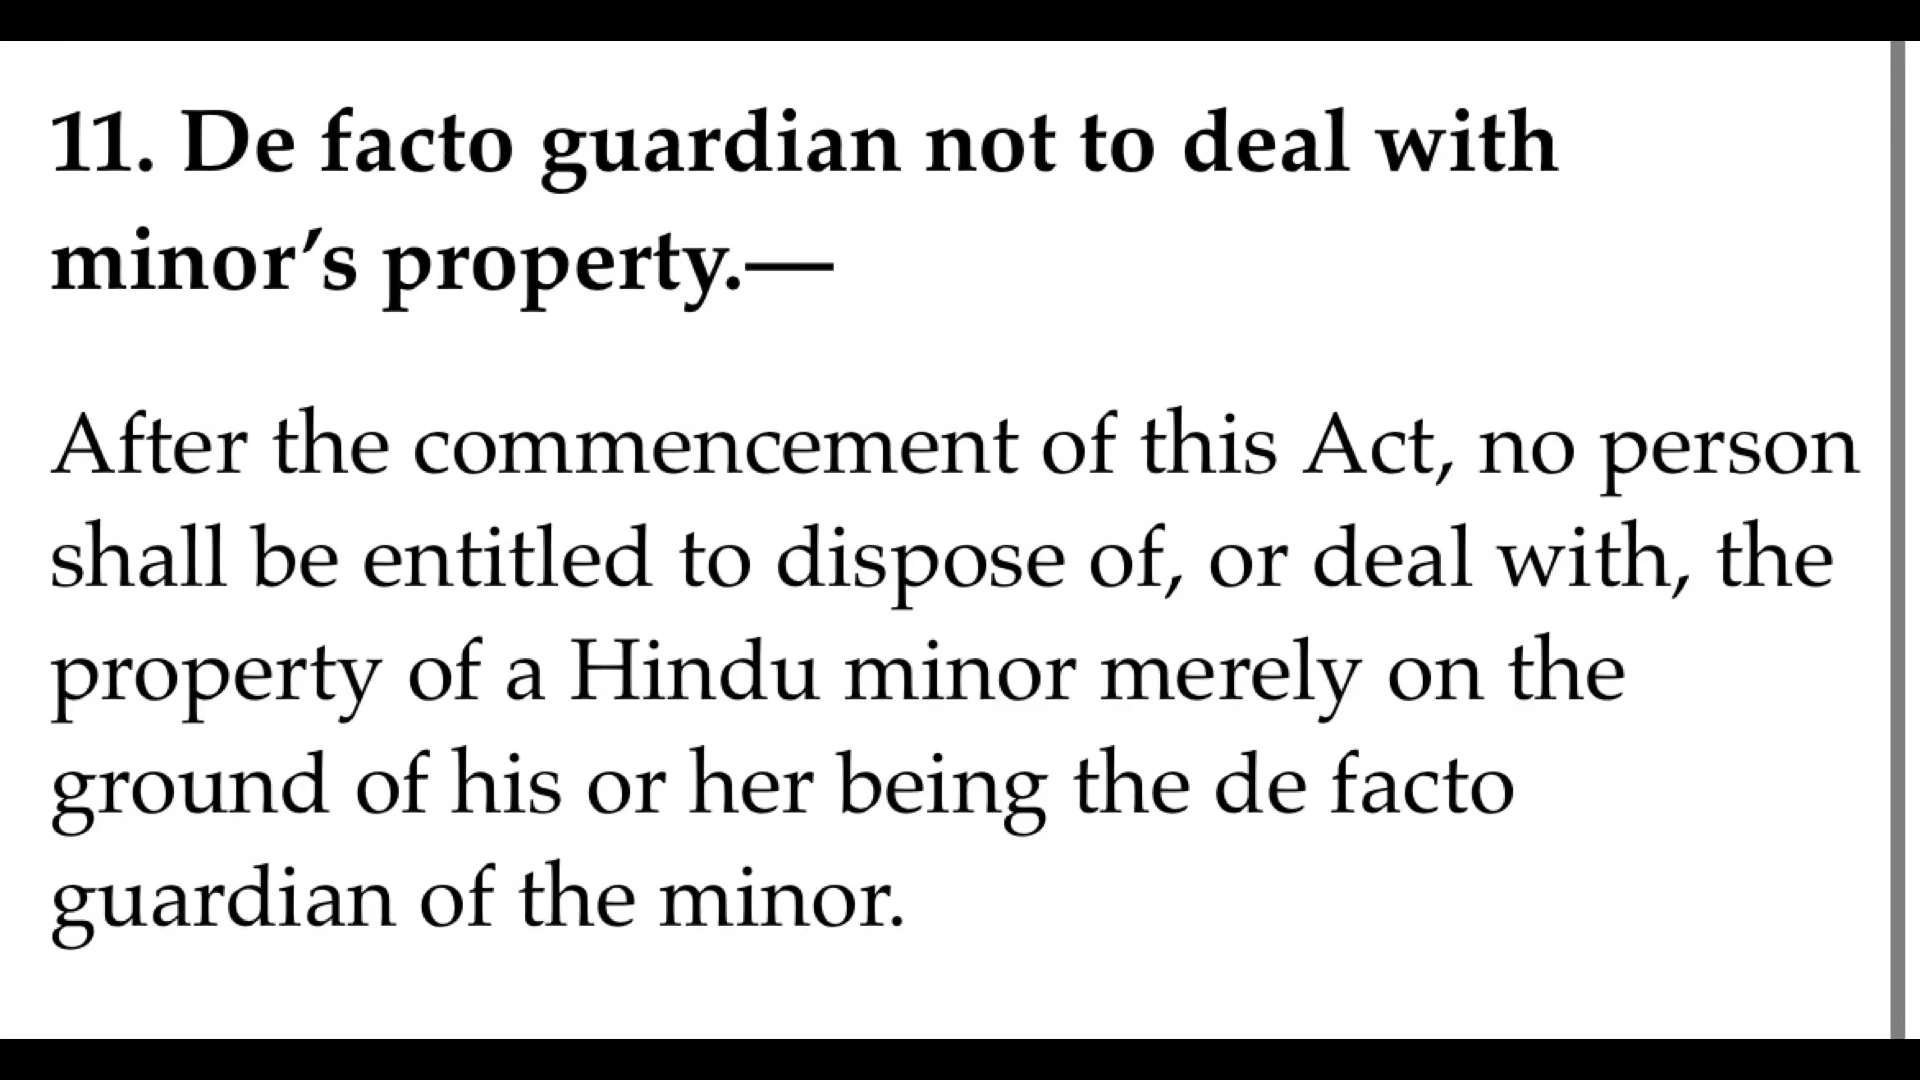 11. De facto guardian not to deal with
minor’s property.—
After the commencement of this Act, no person
shall be entitled to dispose of, or deal with, the
property of a Hindu minor merely on the
ground of his or her being the de facto
guardian of the minor.